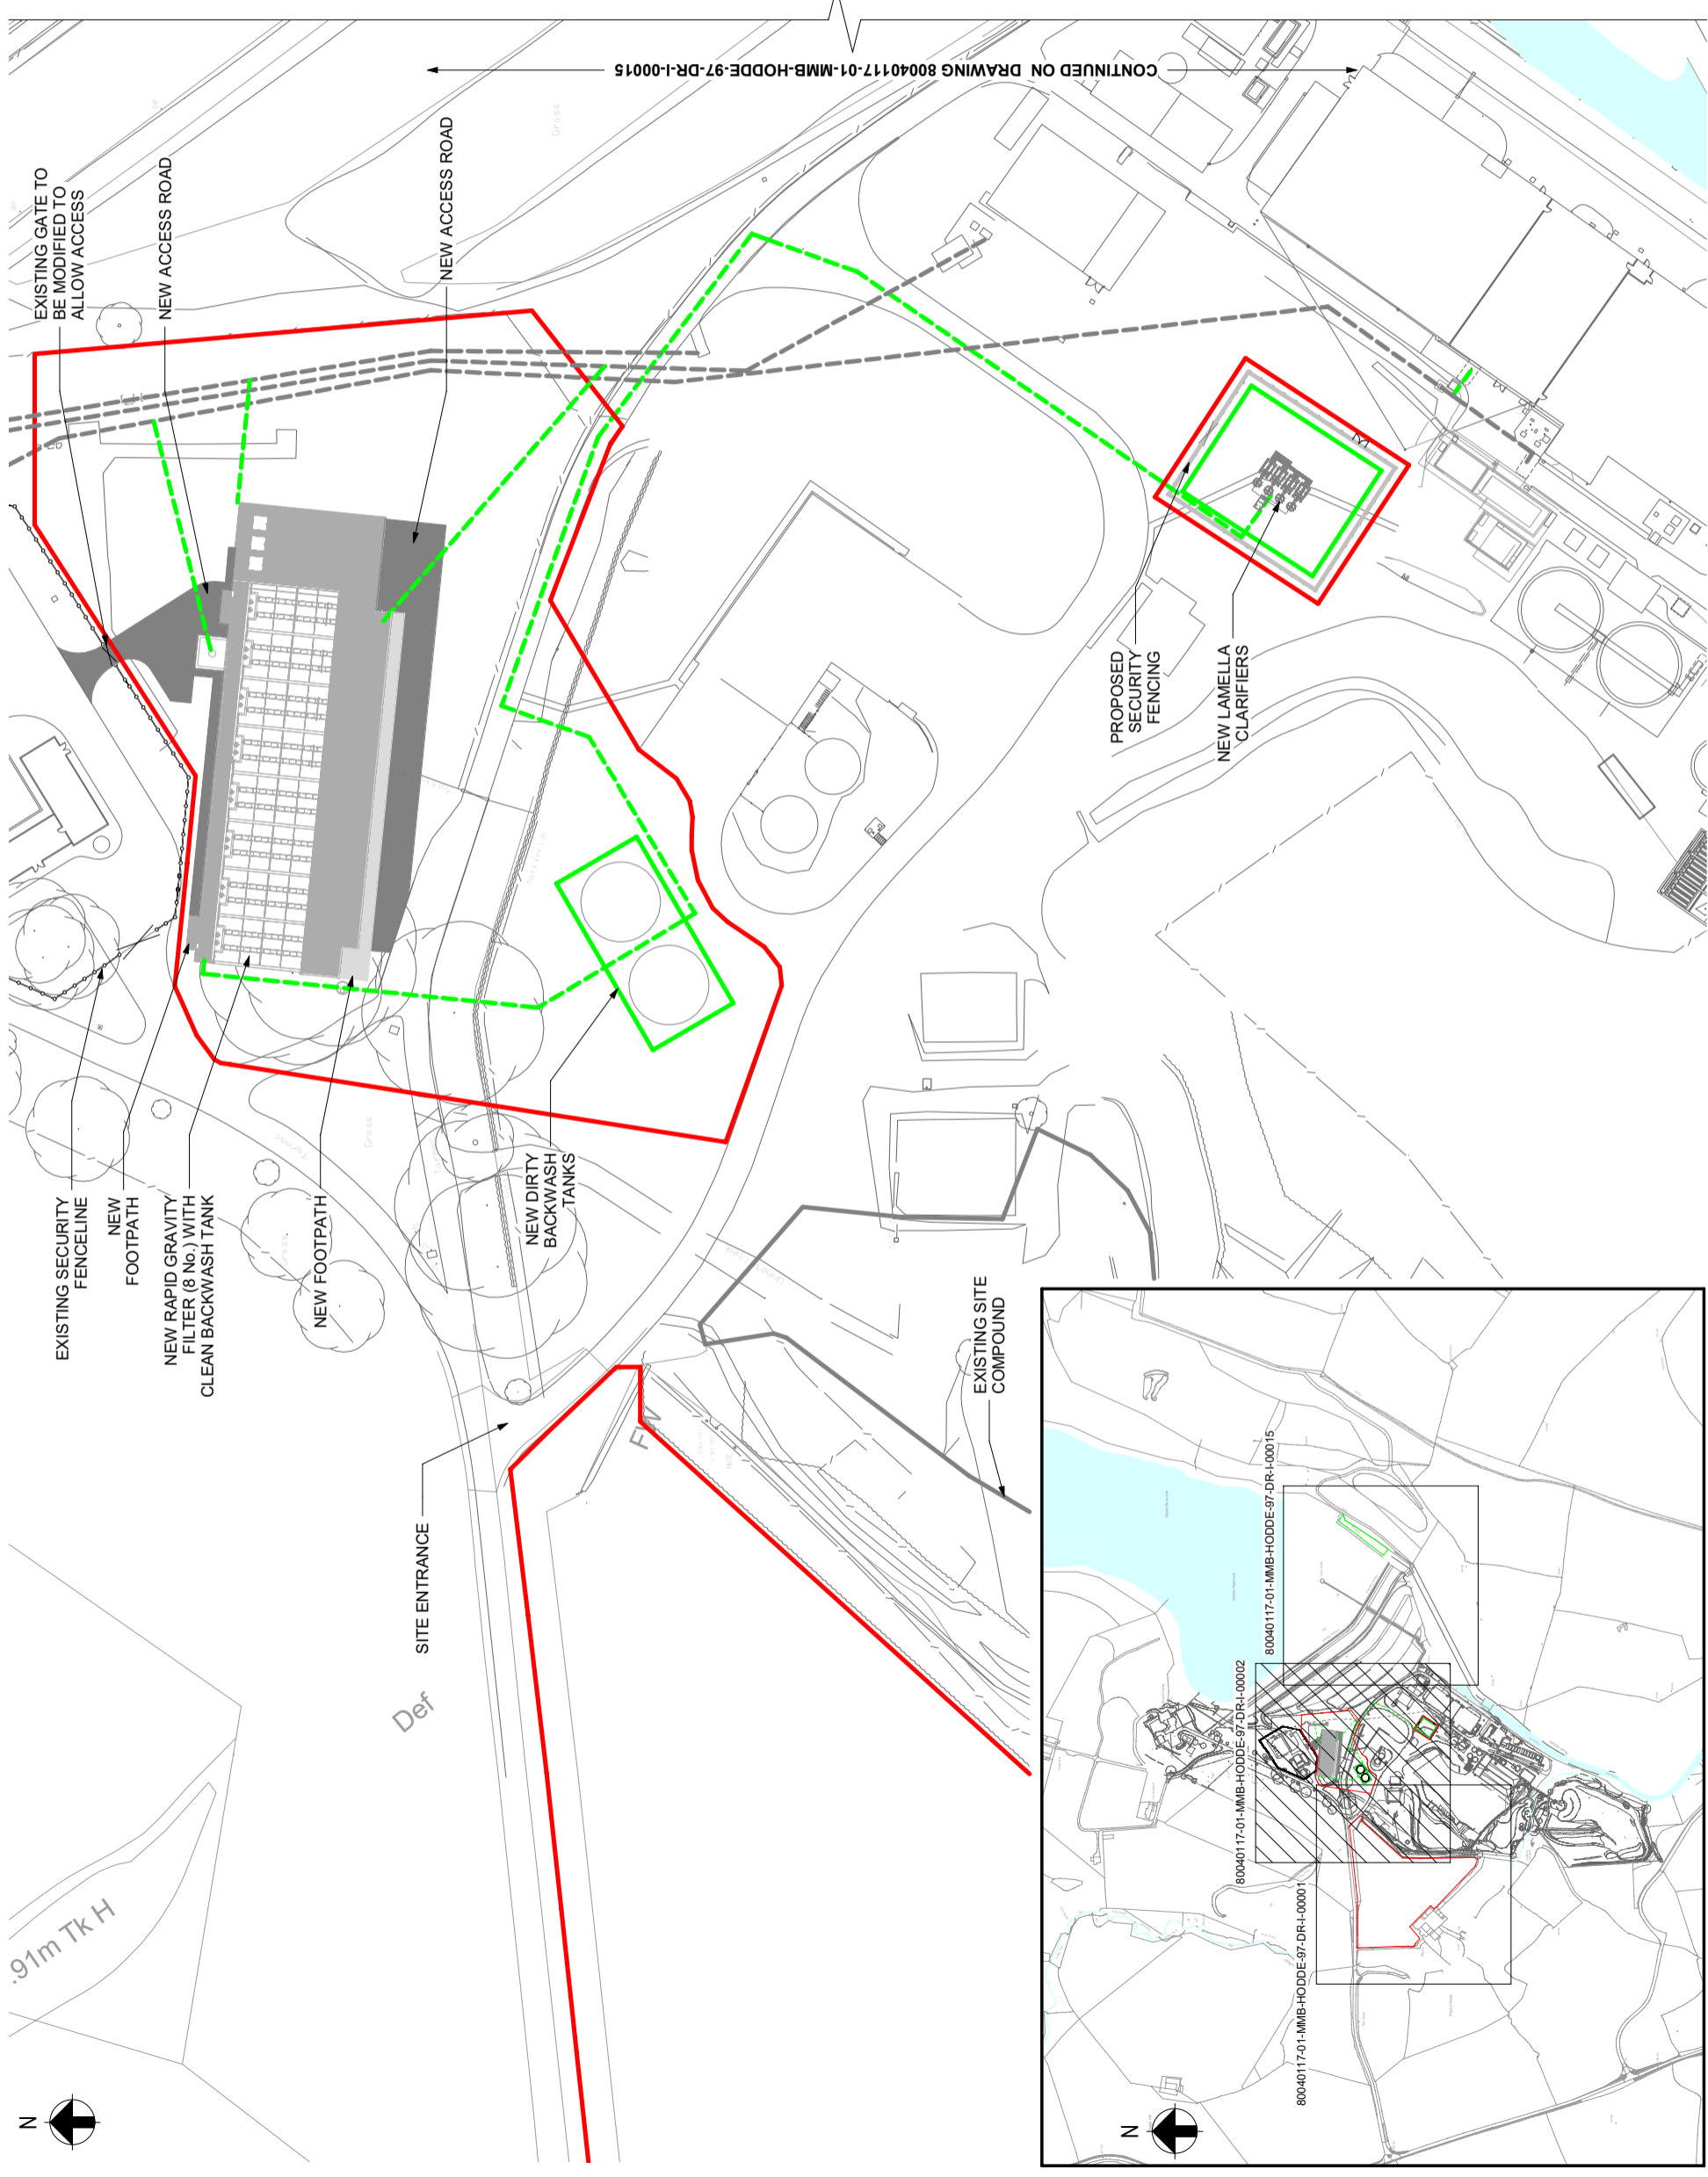 CONTINUED ON DRAWING 80040117-01-MMB-HODDE-97-DR-I-00015
EXISTING GATE TO
BE MODIFIED TO
ALLOW ACCESS
NEW ACCESS ROAD
NEW ACCESS ROAD
Grass
EXISTING SECURITY
FENCELINE
NEW
FOOTPATH
NEW RAPID GRAVITY
FILTER (8 No.) WITH
CLEAN BACKWASH TANK
NEW FOOTPATH
Tarmac
Grass
NEW DIRTY
BACKWASH
TANKS
PROPOSED
SECURITY
FENCING
NEW LAMELLA
CLARIFIERS
SITE ENTRANCE
EXISTING SITE
COMPOUND
FW
Def
.91m Tk H
N
N
80040117-01-MMB-HODDE-97-DR-I-00001
80040117-01-MMB-HODDE-97-DR-I-00002
80040117-01-MMB-HODDE-97-DR-I-00015